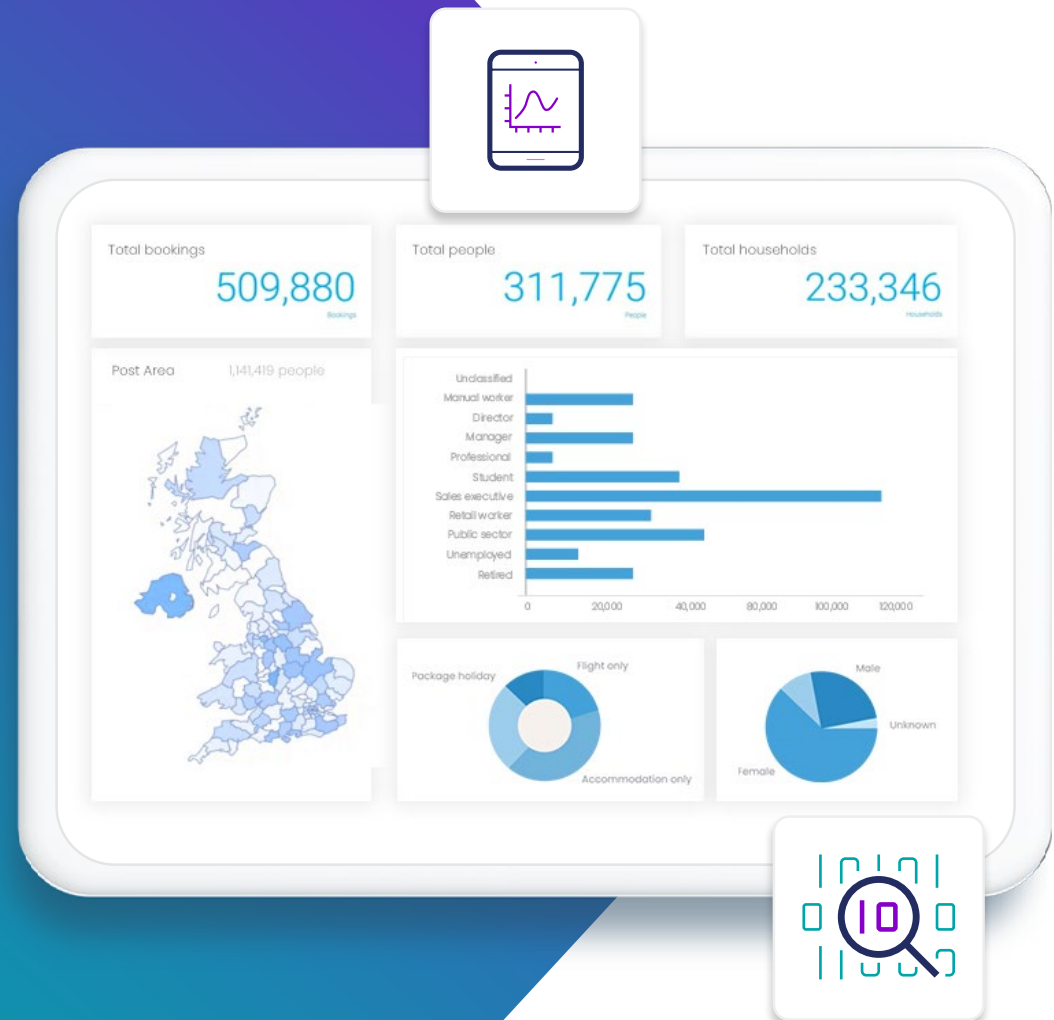 Total bookings
509,880
Bookings
Total people
311,775
People
Total households
233,346
Households
Post Area 1,141,419 people
Unclassified
Manual worker
Director
Manager
Professional
Student
Sales executive
Retail worker
Public sector
Unemployed
Retired
0 20,000 40,000 80,000 100,000 120,000
Package holiday
Flight only
Accommodation only
Male
Unknown
Female
10